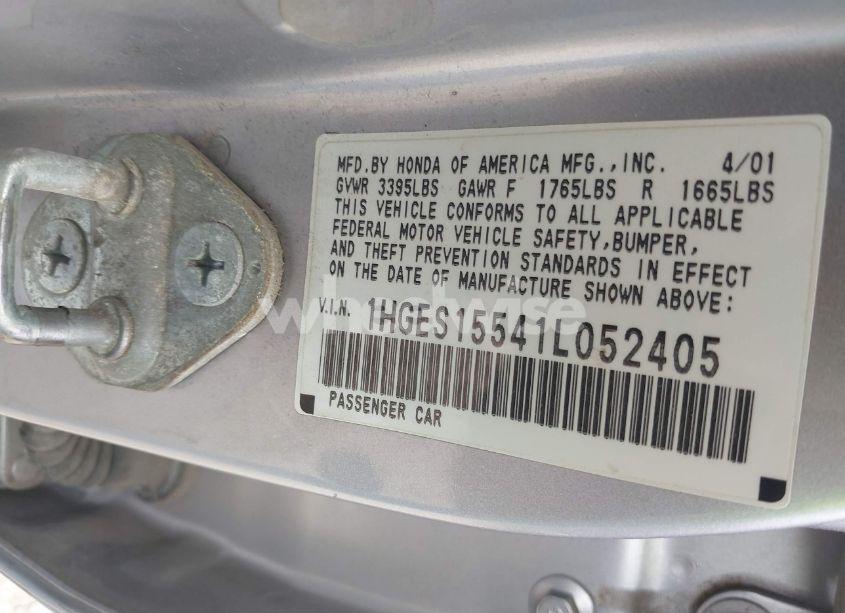 MFD.BY HONDA OF AMERICA MFG.,INC. 4/01
GVWR 3395LBS GAWR F 1765LBS R 1665LBS
THIS VEHICLE CONFORMS TO ALL APPLICABLE
FEDERAL MOTOR VEHICLE SAFETY,BUMPER,
AND THEFT PREVENTION STANDARDS IN EFFECT
ON THE DATE OF MANUFACTURE SHOWN ABOVE:
V.I.N. 1HGES15541L052405
wheelwise
PASSENGER CAR